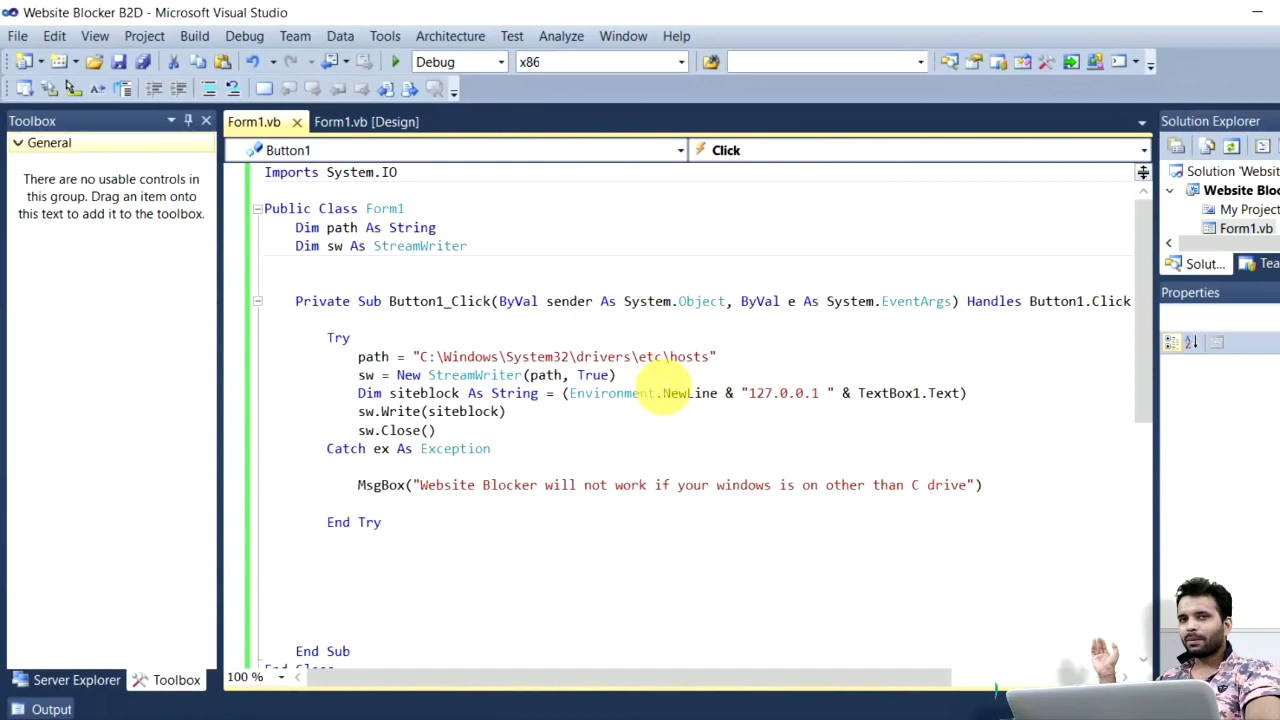 Website Blocker B2D - Microsoft Visual Studio
File Edit View Project Build Debug Team Data Tools Architecture Test Analyze Window Help
Debug x86
Toolbox
General
There are no usable controls in
this group. Drag an item onto
this text to add it to the toolbox.
Form1.vb Form1.vb [Design]
Button1 Click
Imports System.IO
Public Class Form1
Dim path As String
Dim sw As StreamWriter
Private Sub Button1_Click(ByVal sender As System.Object, ByVal e As System.EventArgs) Handles Button1.Click
Try
path = "C:\Windows\System32\drivers\etc\hosts"
sw = New StreamWriter(path, True)
Dim siteblock As String = (Environment.NewLine & "127.0.0.1 " & TextBox1.Text)
sw.Write(siteblock)
sw.Close()
Catch ex As Exception
MsgBox("Website Blocker will not work if your windows is on other than C drive")
End Try
End Sub
100 %
Server Explorer Toolbox
Output
Solution Explorer
Solution 'Websit
Website Bloc
My Project
Form1.vb
Solut... Tea
Properties